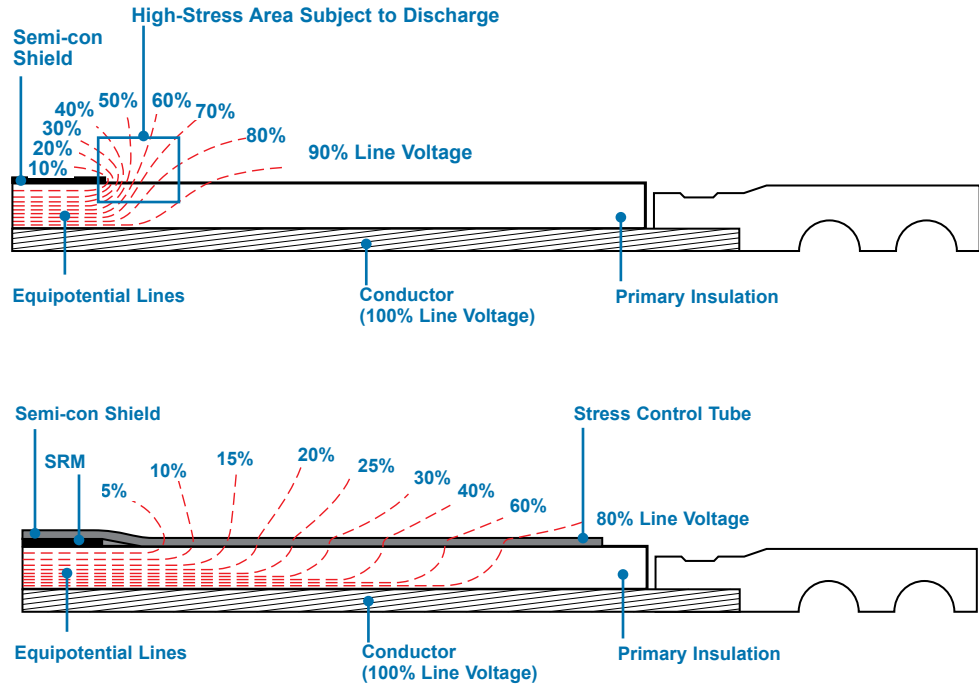 High-Stress Area Subject to Discharge
Semi-con
Shield
10%
20%
30%
40%
50%
60%
70%
80%
90% Line Voltage
Equipotential Lines
Conductor
(100% Line Voltage)
Primary Insulation
Semi-con Shield
Stress Control Tube
SRM
5%
10%
15%
20%
25%
30%
40%
60%
80% Line Voltage
Equipotential Lines
Conductor
(100% Line Voltage)
Primary Insulation